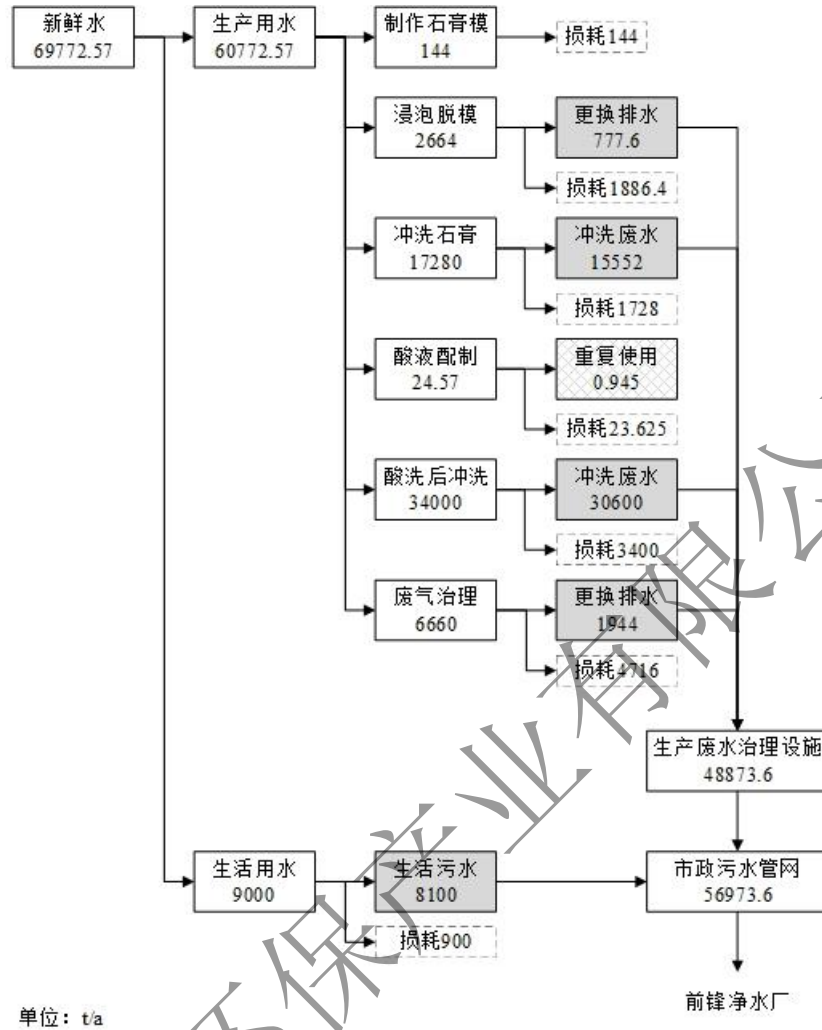 新鲜水
69772.57
生产用水
60772.57
制作石膏模
144
损耗144
浸泡脱模
2664
更换排水
777.6
损耗1886.4
冲洗石膏
17280
冲洗废水
15552
损耗1728
酸液配制
24.57
重复使用
0.945
损耗23.625
酸洗后冲洗
34000
冲洗废水
30600
损耗3400
废气治理
6660
更换排水
1944
损耗4716
生产废水治理设施
48873.6
生活用水
9000
生活污水
8100
市政污水管网
56973.6
损耗900
前锋净水厂
单位：t/a
环保产业有限公